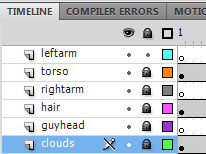 TIMELINE COMPILER ERRORS MOTIO
1
leftarm
torso
rightarm
hair
guyhead
clouds